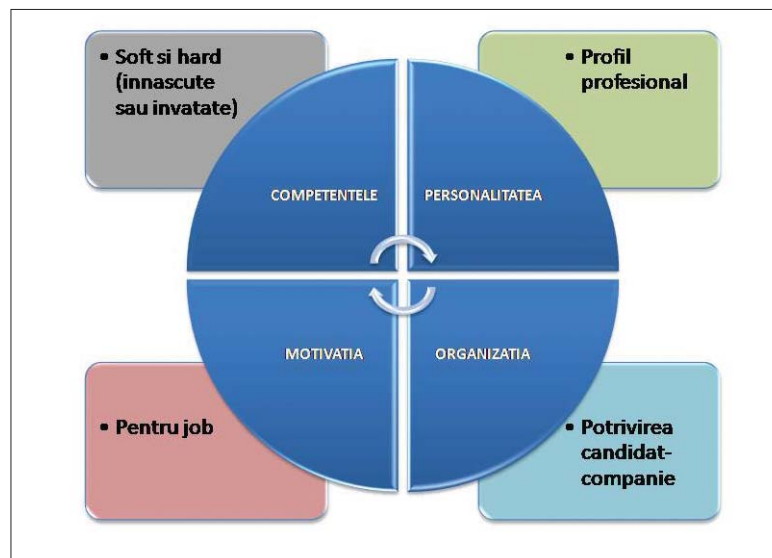 • Soft si hard
(innascute
sau invatate)
• Profil
profesional
COMPETENTELE
PERSONALITATEA
MOTIVATIA
ORGANIZATIA
• Pentru job
• Potrivirea
candidat-
companie